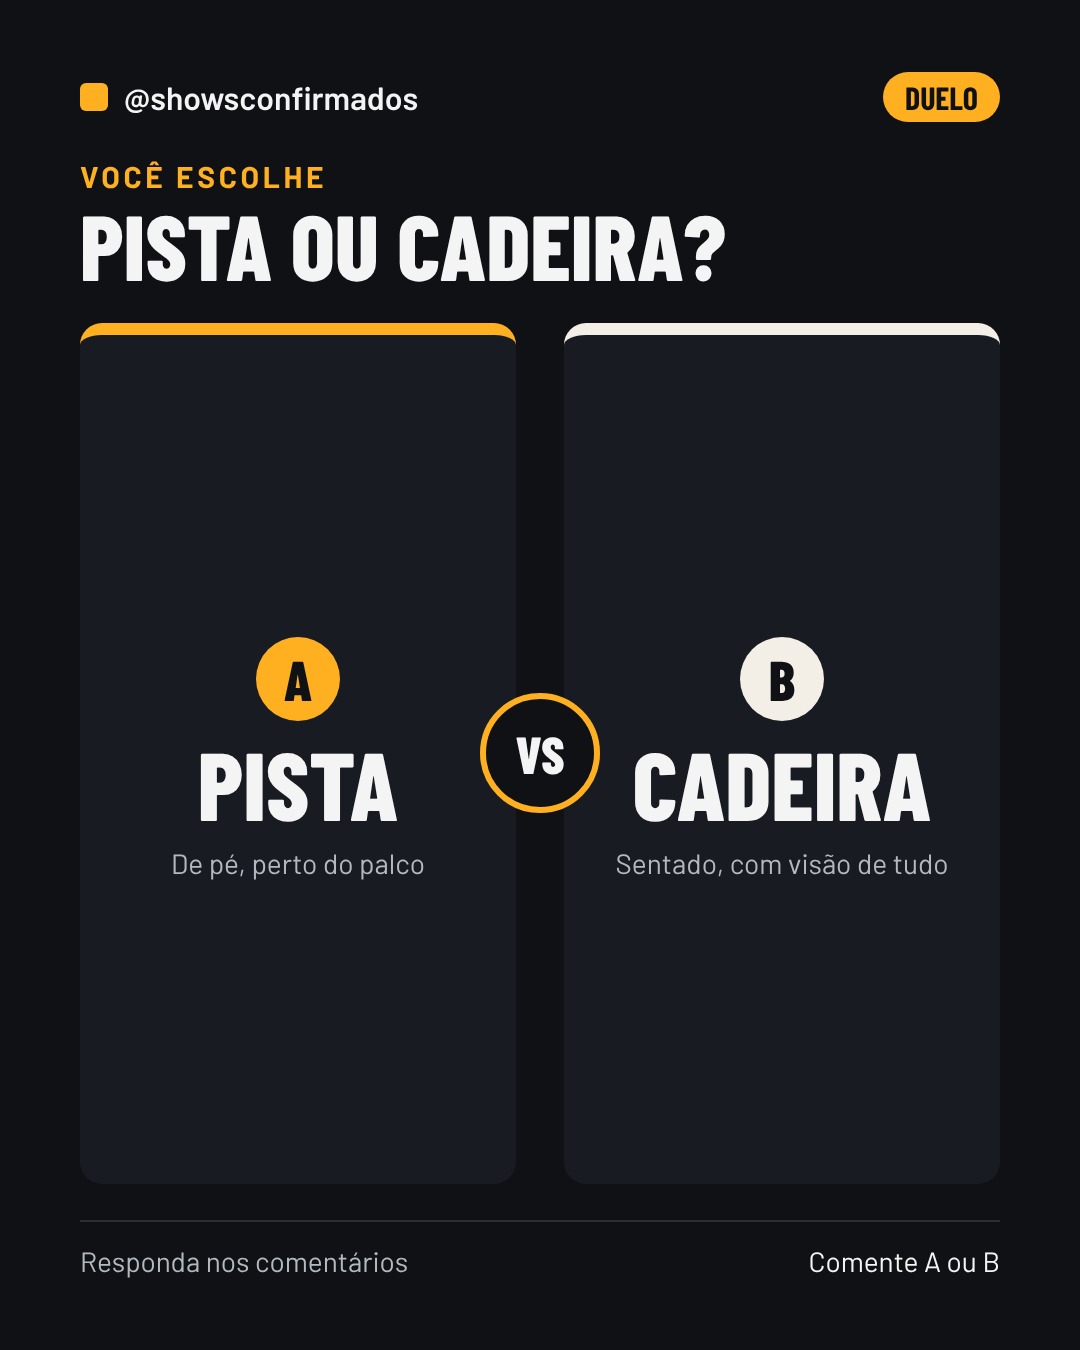 @showsconfirmados
DUELO
VOCÊ ESCOLHE
PISTA OU CADEIRA?
A
PISTA
De pé, perto do palco
VS
B
CADEIRA
Sentado, com visão de tudo
Responda nos comentários
Comente A ou B